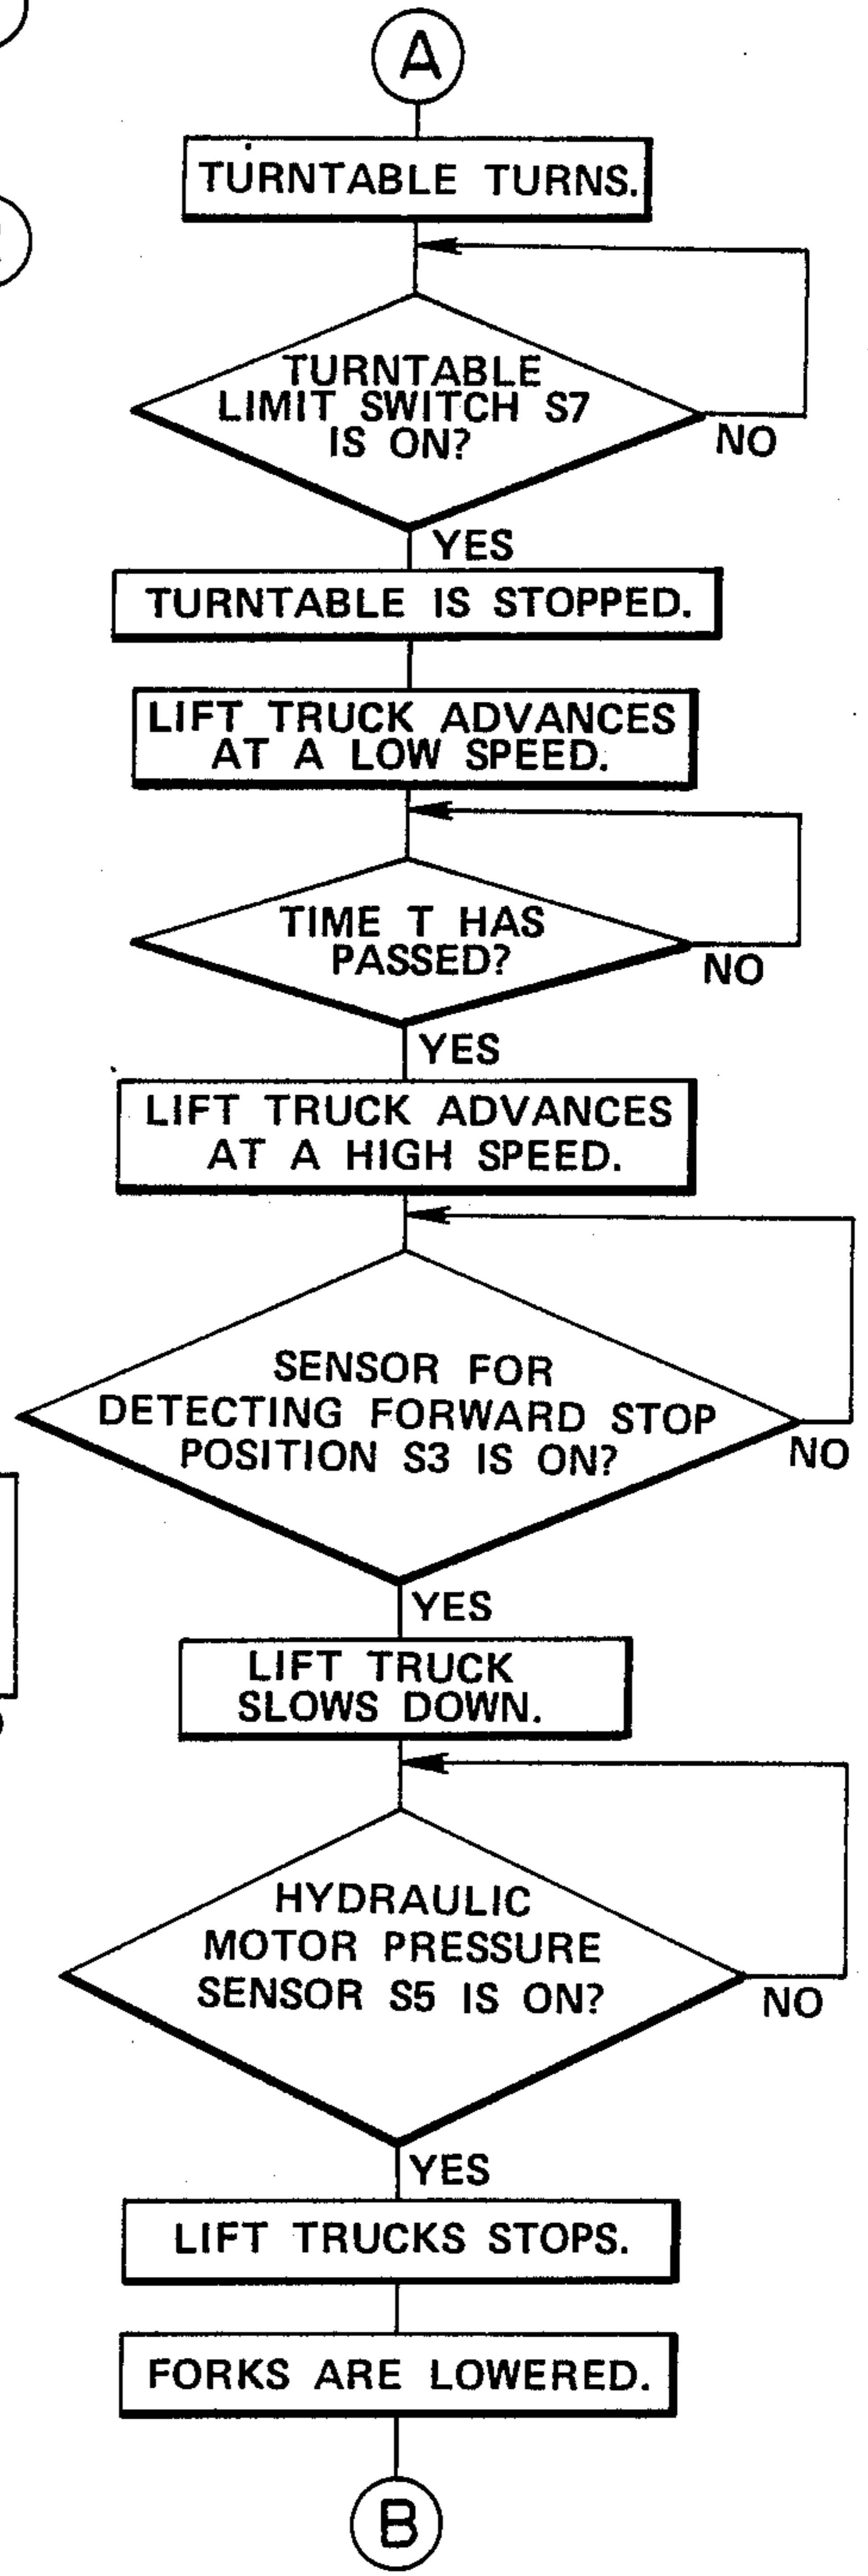 A
TURNTABLE TURNS.
TURNTABLE
LIMIT SWITCH S7
IS ON?
NO
YES
TURNTABLE IS STOPPED.
LIFT TRUCK ADVANCES
AT A LOW SPEED.
TIME T HAS
PASSED?
NO
YES
LIFT TRUCK ADVANCES
AT A HIGH SPEED.
SENSOR FOR
DETECTING FORWARD STOP
POSITION S3 IS ON?
NO
YES
LIFT TRUCK
SLOWS DOWN.
HYDRAULIC
MOTOR PRESSURE
SENSOR S5 IS ON?
NO
YES
LIFT TRUCKS STOPS.
FORKS ARE LOWERED.
B